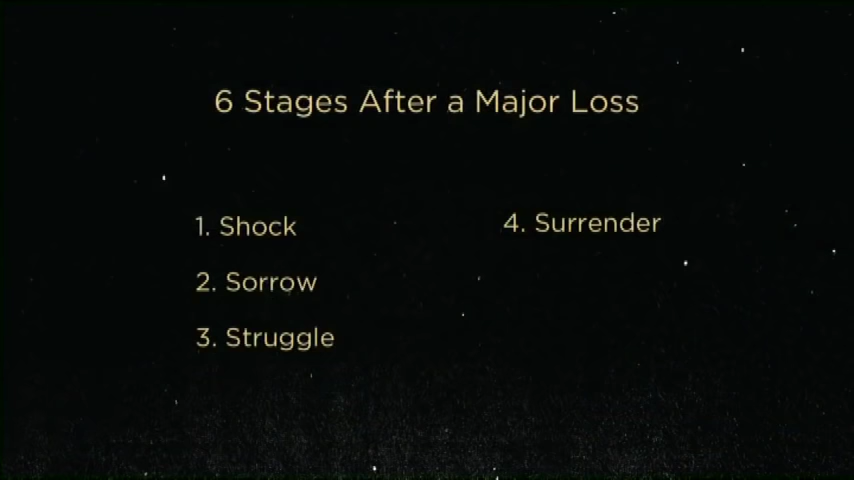 6 Stages After a Major Loss
1. Shock
2. Sorrow
3. Struggle
4. Surrender